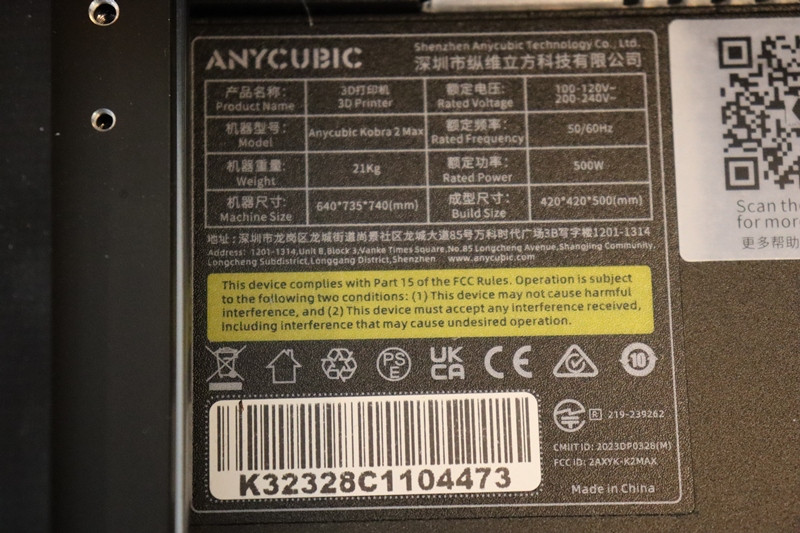 ANYCUBIC
Shenzhen Anycubic Technology Co., Ltd.
深圳市纵维立方科技有限公司
产品名称: 3D打印机 额定电压: 100-120V~
Product Name 3D Printer Rated Voltage 200-240V~
机器型号: Anycubic Kobra 2 Max 额定频率: 50/60Hz
Model Rated Frequency
机器重量: 21Kg 额定功率: 500W
Weight Rated Power
机器尺寸: 640*735*740(mm) 成型尺寸: 420*420*500(mm)
Machine Size Build Size
地址: 深圳市龙岗区龙城街道尚景社区龙城大道85号万科时代广场3B写字楼1201-1314
Address: 1201-1314,Unit B,Block 3,Vanke Times Square,No.85 Longcheng Avenue,Shangjing Community,
Longcheng Subdistrict,Longgang District,Shenzhen www.anycubic.com
This device complies with Part 15 of the FCC Rules. Operation is subject
to the following two conditions: (1) This device may not cause harmful
interference, and (2) This device must accept any interference received,
including interference that may cause undesired operation.
PS
E
UK
CA
CE
10
R 219-239262
CMIIT ID: 2023DP0328(M)
FCC ID: 2AXYK-K2MAX
K32328C1104473
Made in China
Scan the
for more
更多帮助